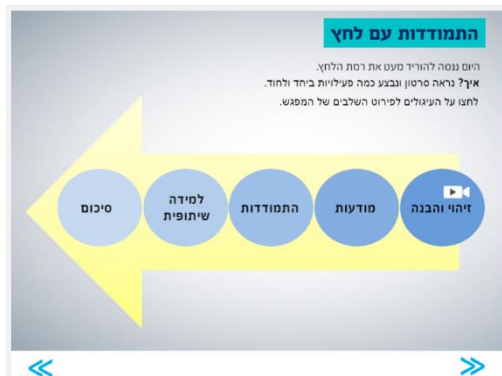 התמודדות עם לחץ
היום ננסה להוריד מעט את רמת הלחץ.
איך? נראה סרטון ונבצע כמה פעילויות ביחד ולחוד.
לחצו על העיגולים לפירוט השלבים של המפגש.
זיהוי והבנה
מודעות
התמודדות
למידה
שיתופית
סיכום